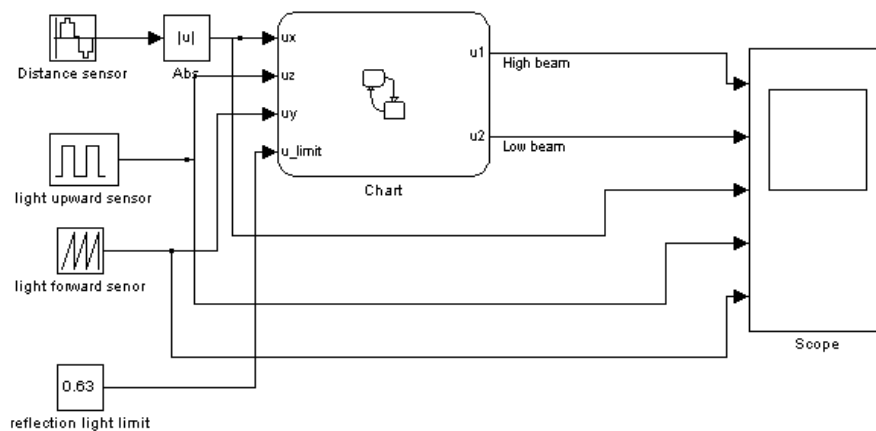 Distance sensor
|u|
Abs
ux
uz
uy
u_limit
u1
u2
Chart
High beam
Low beam
light upward sensor
light forward senor
0.63
reflection light limit
Scope